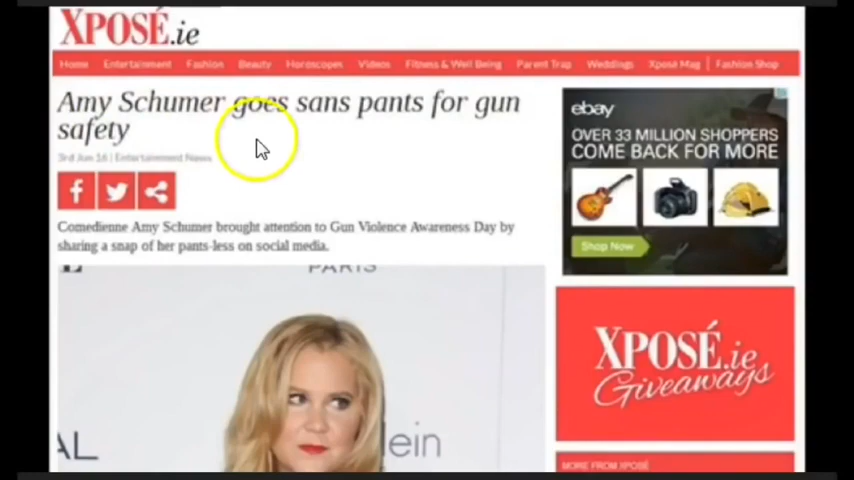 XPOSÉ.ie
Home Entertainment Fashion Beauty Horoscopes Videos Fitness & Well Being Parent Trap Weddings Xposé Mag | Fashion Shop
Amy Schumer goes sans pants for gun
safety
3rd Jun 16 | Entertainment News
Comedienne Amy Schumer brought attention to Gun Violence Awareness Day by
sharing a snap of her pants-less on social media.
PARIS
AL
lein
ebay
OVER 33 MILLION SHOPPERS
COME BACK FOR MORE
Shop Now
XPOSÉ.ie
Giveaways
MORE FROM XPOSÉ